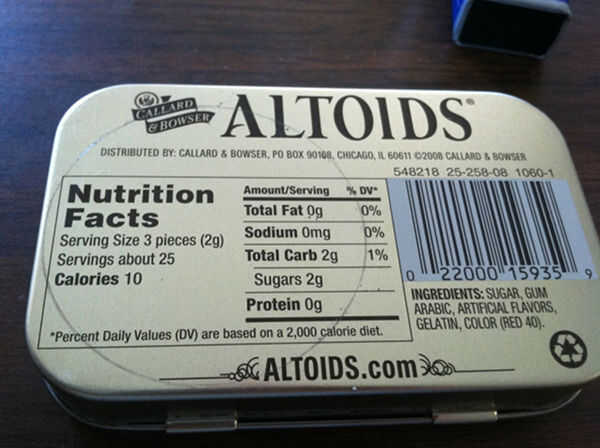 CALLARD
& BOWSER
ALTOIDS®
DISTRIBUTED BY: CALLARD & BOWSER, PO BOX 90188, CHICAGO, IL 60611 ©2008 CALLARD & BOWSER
548218 25-258-08 1060-1
Nutrition
Facts
Serving Size 3 pieces (2g)
Servings about 25
Calories 10
Amount/Serving % DV*
Total Fat 0g 0%
Sodium 0mg 0%
Total Carb 2g 1%
Sugars 2g
Protein 0g
*Percent Daily Values (DV) are based on a 2,000 calorie diet.
0 22000 15935 9
INGREDIENTS: SUGAR, GUM
ARABIC, ARTIFICIAL FLAVORS,
GELATIN, COLOR (RED 40).
ALTOIDS.com